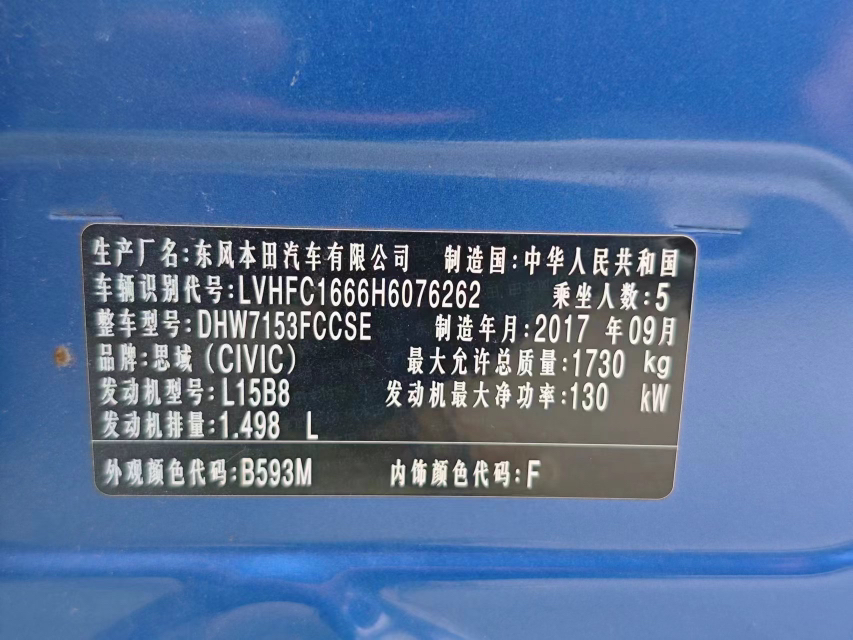 生产厂名:东风本田汽车有限公司 制造国:中华人民共和国
车辆识别代号:LVHFC1666H6076262 乘坐人数:5
整车型号:DHW7153FCCSE 制造年月:2017 年09月
品牌:思域(CIVIC) 最大允许总质量:1730 kg
发动机型号:L15B8 发动机最大净功率:130 kW
发动机排量:1.498 L
外观颜色代码:B593M 内饰颜色代码:F